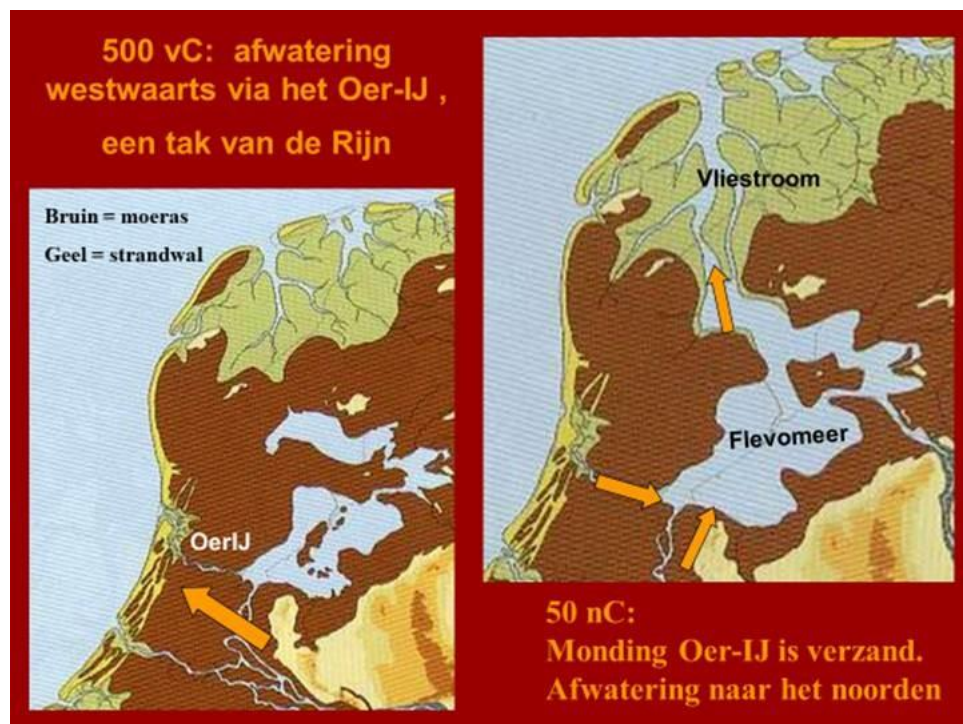 500 vC: afwatering
westwaarts via het Oer-IJ ,
een tak van de Rijn
Bruin = moeras
Geel = strandwal
OerIJ
Vliestroom
Flevomeer
50 nC:
Monding Oer-IJ is verzand.
Afwatering naar het noorden